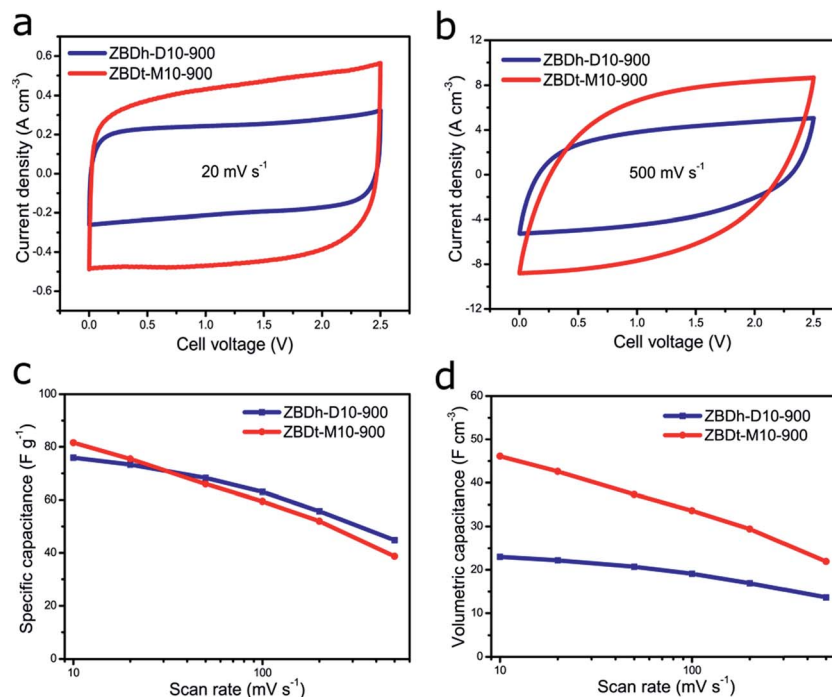 a
0.6
0.4
0.2
0.0
-0.2
-0.4
-0.6
Current density (A cm⁻³)
ZBDh-D10-900
ZBDt-M10-900
20 mV s⁻¹
0.0 0.5 1.0 1.5 2.0 2.5
Cell voltage (V)
b
12
8
4
0
-4
-8
-12
Current density (A cm⁻³)
ZBDh-D10-900
ZBDt-M10-900
500 mV s⁻¹
0.0 0.5 1.0 1.5 2.0 2.5
Cell voltage (V)
c
100
80
60
40
20
0
Specific capacitance (F g⁻¹)
ZBDh-D10-900
ZBDt-M10-900
10 100
Scan rate (mV s⁻¹)
d
60
50
40
30
20
10
0
Volumetric capacitance (F cm⁻³)
ZBDh-D10-900
ZBDt-M10-900
10 100
Scan rate (mV s⁻¹)